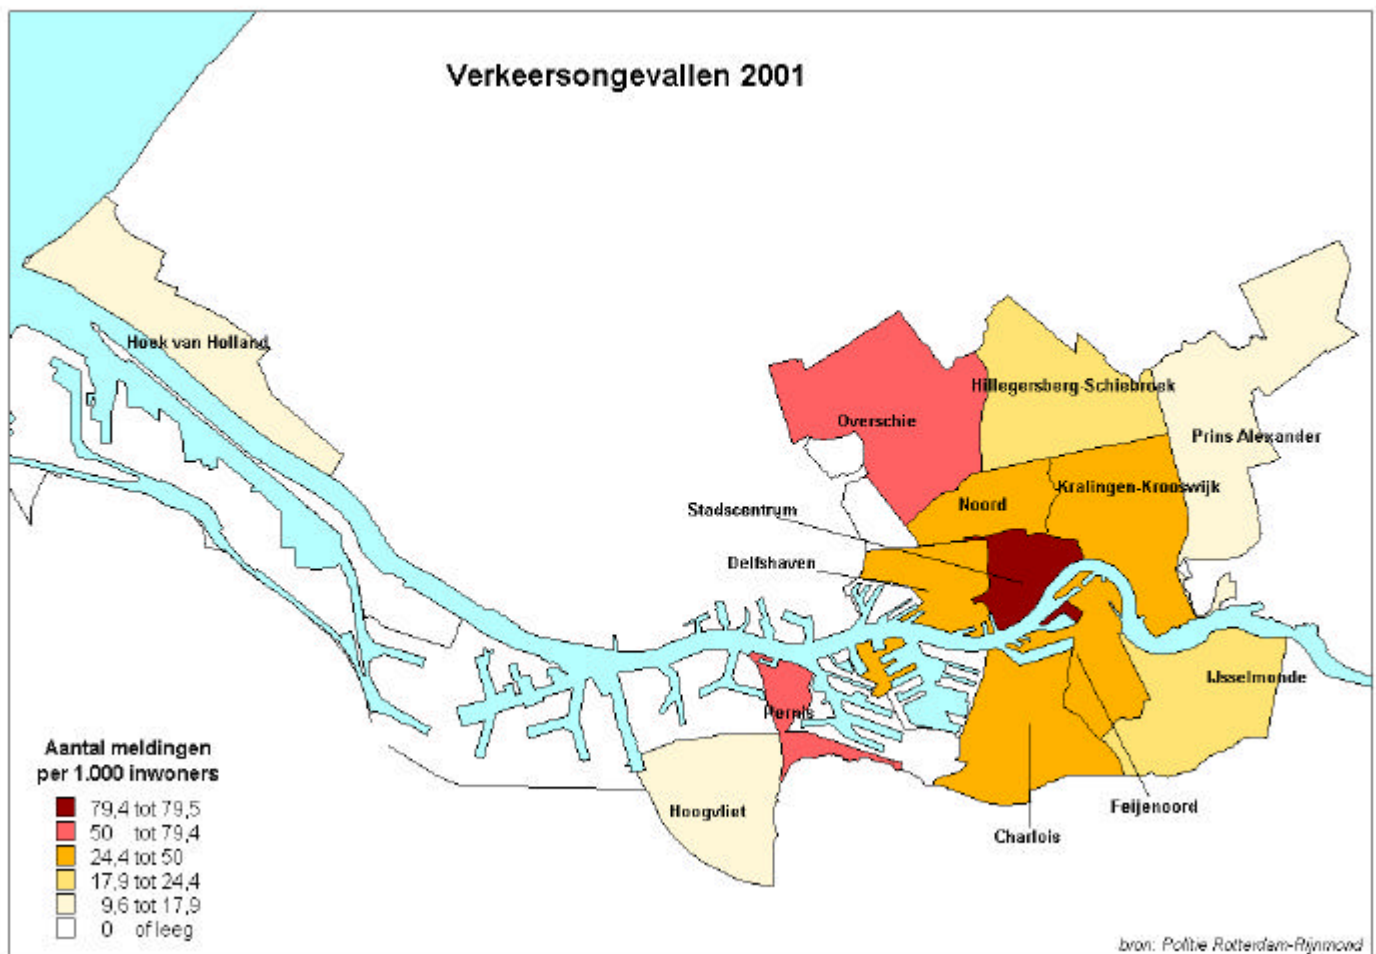 Verkeersongevallen 2001
Hoek van Holland
Hillegersberg-Schiebroek
Overschie
Prins Alexander
Kralingen-Krooswijk
Noord
Stadscentrum
Delfshaven
IJsselmonde
Pernis
Hoogvliet
Feijenoord
Charlois
Aantal meldingen
per 1.000 inwoners
79,4 tot 79,5
50 tot 79,4
24,4 tot 50
17,9 tot 24,4
9,6 tot 17,9
0 of leeg
bron: Politie Rotterdam-Rijnmond